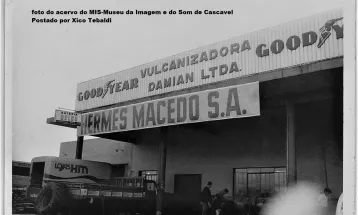 foto do acervo do MIS-Museu da Imagem e do Som de Cascavel
Postado por Xico Tebaldi
GOODYEAR VULCANIZADORA GOODYEAR
DAMIAN LTDA.
HERMES MACEDO S.A.
HM